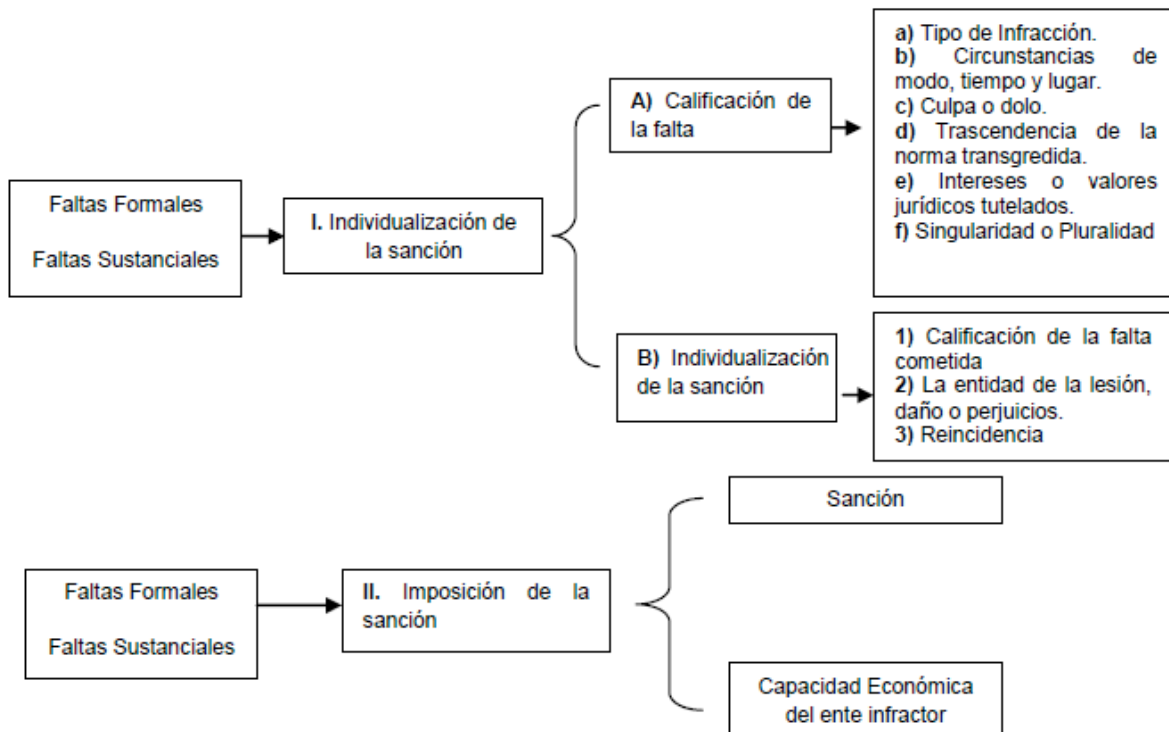 Faltas Formales
Faltas Sustanciales
I. Individualización de
la sanción
A) Calificación de
la falta
a) Tipo de Infracción.
b) Circunstancias de
modo, tiempo y lugar.
c) Culpa o dolo.
d) Trascendencia de la
norma transgredida.
e) Intereses o valores
jurídicos tutelados.
f) Singularidad o Pluralidad
B) Individualización
de la sanción
1) Calificación de la falta
cometida
2) La entidad de la lesión,
daño o perjuicios.
3) Reincidencia
Faltas Formales
Faltas Sustanciales
II. Imposición de la
sanción
Sanción
Capacidad Económica
del ente infractor